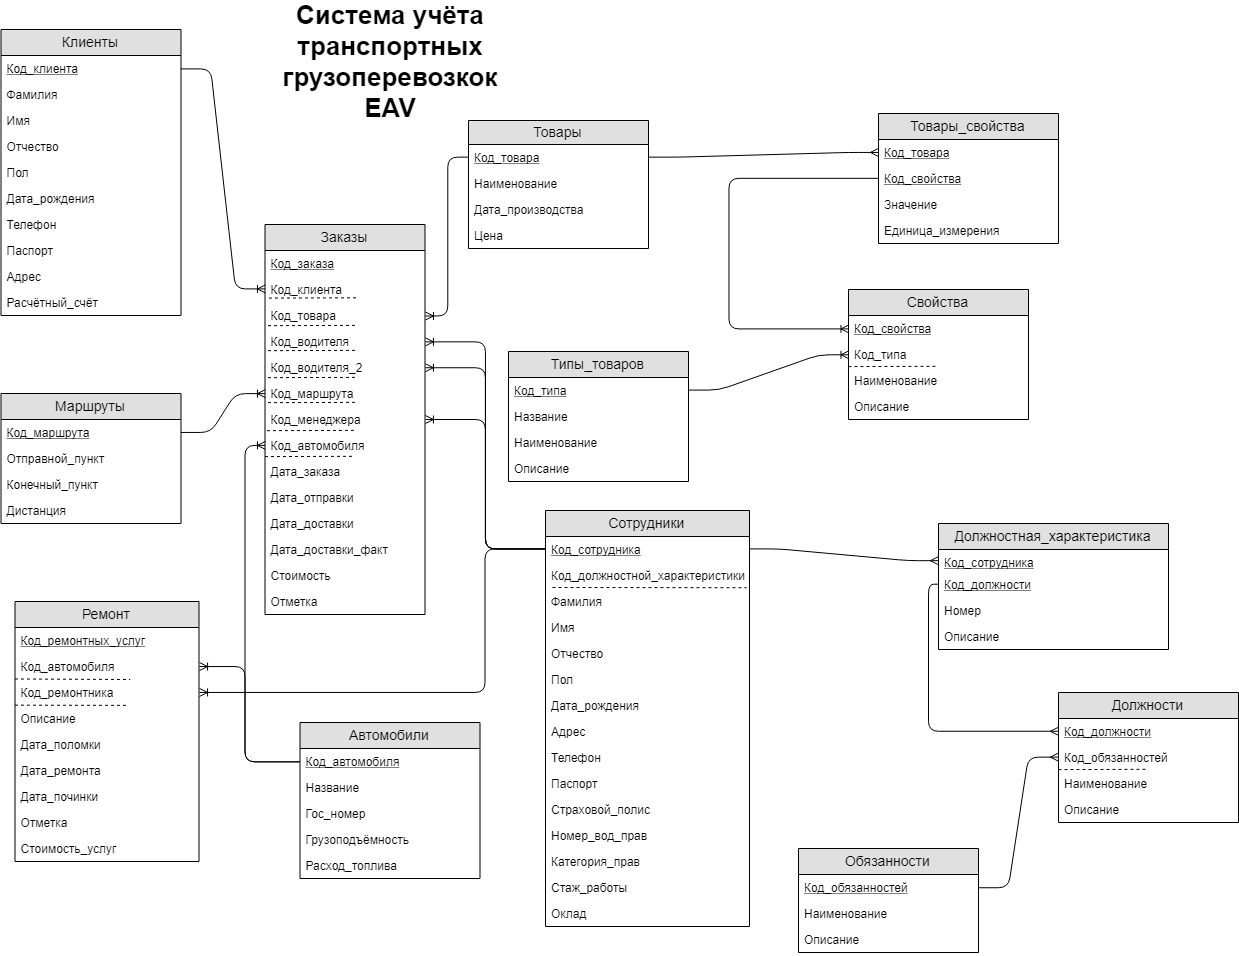 Система учёта
транспортных
грузоперевозкок
EAV
Клиенты
Код_клиента
Фамилия
Имя
Отчество
Пол
Дата_рождения
Телефон
Паспорт
Адрес
Расчётный_счёт
Маршруты
Код_маршрута
Отправной_пункт
Конечный_пункт
Дистанция
Заказы
Код_заказа
Код_клиента
Код_товара
Код_водителя
Код_водителя_2
Код_маршрута
Код_менеджера
Код_автомобиля
Дата_заказа
Дата_отправки
Дата_доставки
Дата_доставки_факт
Стоимость
Отметка
Товары
Код_товара
Наименование
Дата_производства
Цена
Товары_свойства
Код_товара
Код_свойства
Значение
Единица_измерения
Свойства
Код_свойства
Код_типа
Наименование
Описание
Типы_товаров
Код_типа
Название
Наименование
Описание
Сотрудники
Код_сотрудника
Код_должностной_характеристики
Фамилия
Имя
Отчество
Пол
Дата_рождения
Адрес
Телефон
Паспорт
Страховой_полис
Номер_вод_прав
Категория_прав
Стаж_работы
Оклад
Должностная_характеристика
Код_сотрудника
Код_должности
Номер
Описание
Ремонт
Код_ремонтных_услуг
Код_автомобиля
Код_ремонтника
Описание
Дата_поломки
Дата_ремонта
Дата_починки
Отметка
Стоимость_услуг
Автомобили
Код_автомобиля
Название
Гос_номер
Грузоподъёмность
Расход_топлива
Должности
Код_должности
Код_обязанностей
Наименование
Описание
Обязанности
Код_обязанностей
Наименование
Описание